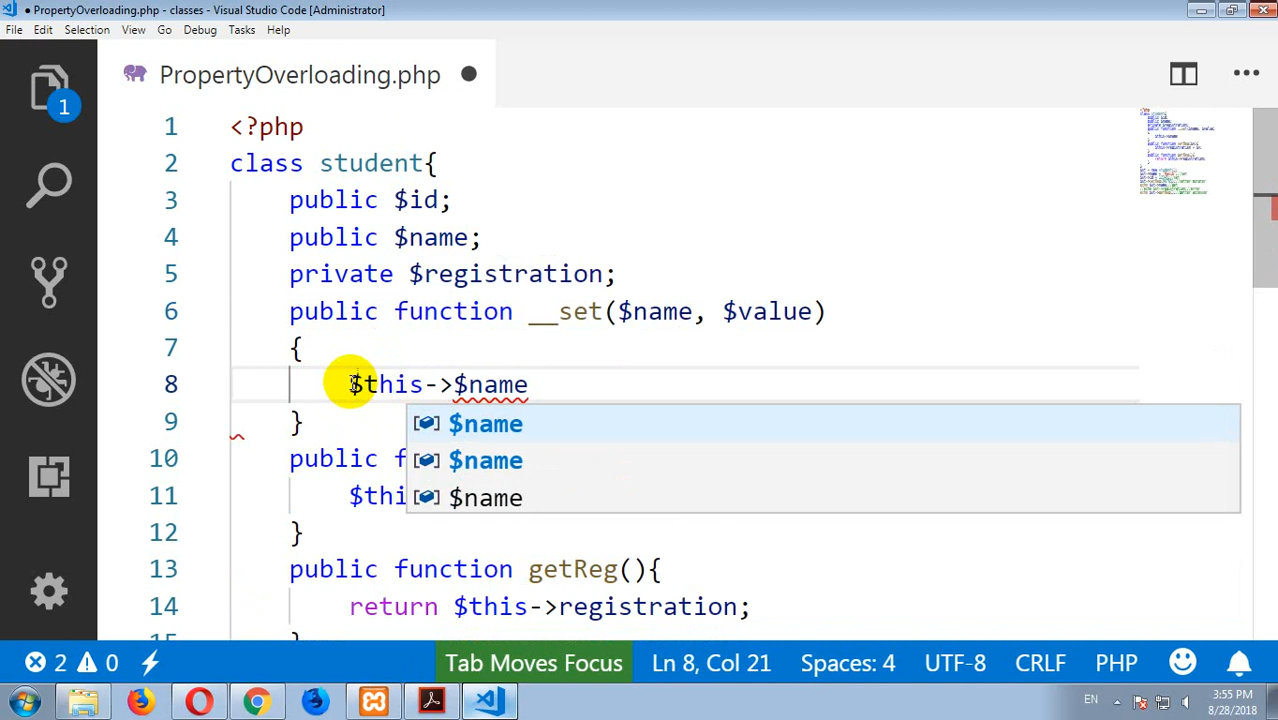 PropertyOverloading.php - classes - Visual Studio Code [Administrator]
File Edit Selection View Go Debug Tasks Help
PropertyOverloading.php
1
1 <?php
2 class student{
3 public $id;
4 public $name;
5 private $registration;
6 public function __set($name, $value)
7 {
8 $this->$name
9 }
$name
$name
$name
10 public f
11 $thi
12 }
13 public function getReg(){
14 return $this->registration;
15 }
2 0 Tab Moves Focus Ln 8, Col 21 Spaces: 4 UTF-8 CRLF PHP
EN 3:55 PM
8/28/2018